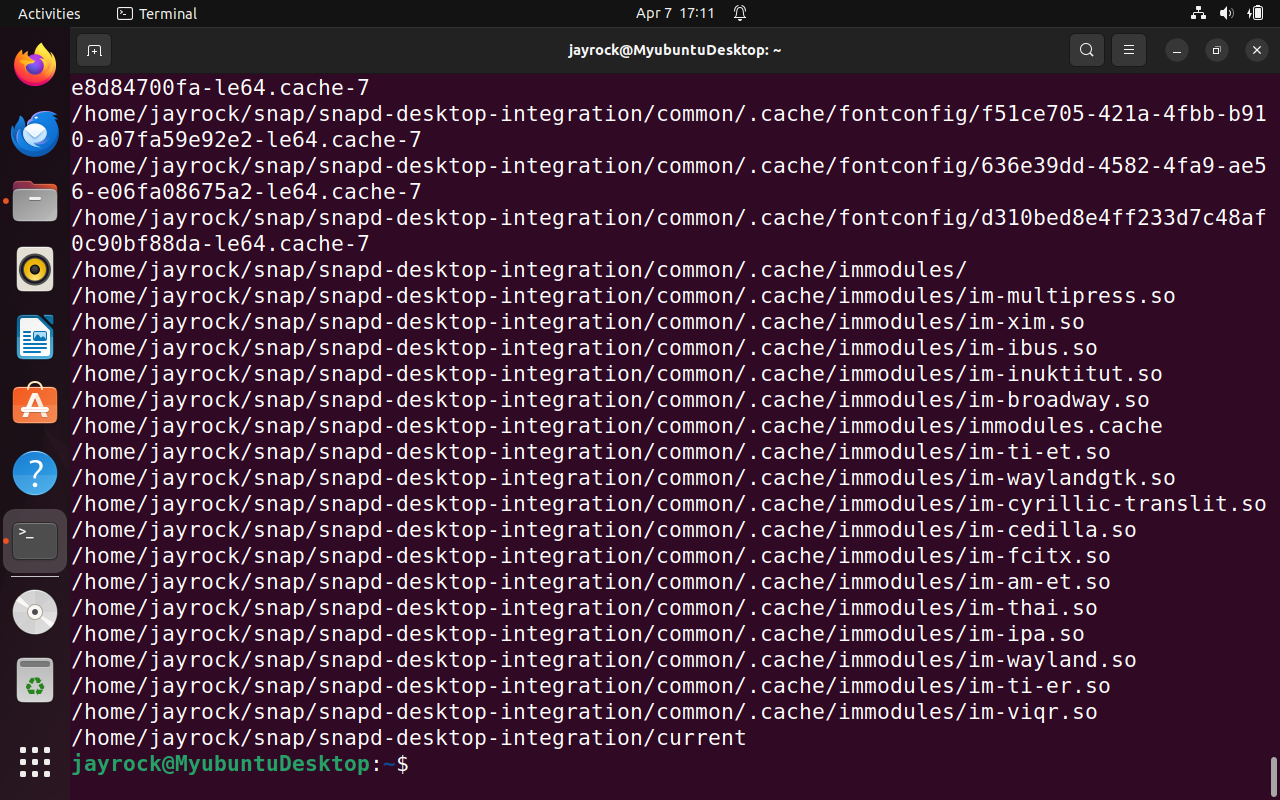 Activities
Terminal
Apr 7 17:11
jayrock@MyubuntuDesktop: ~
e8d84700fa-le64.cache-7
/home/jayrock/snap/snapd-desktop-integration/common/.cache/fontconfig/f51ce705-421a-4fbb-b91
0-a07fa59e92e2-le64.cache-7
/home/jayrock/snap/snapd-desktop-integration/common/.cache/fontconfig/636e39dd-4582-4fa9-ae5
6-e06fa08675a2-le64.cache-7
/home/jayrock/snap/snapd-desktop-integration/common/.cache/fontconfig/d310bed8e4ff233d7c48af
0c90bf88da-le64.cache-7
/home/jayrock/snap/snapd-desktop-integration/common/.cache/immodules/
/home/jayrock/snap/snapd-desktop-integration/common/.cache/immodules/im-multipress.so
/home/jayrock/snap/snapd-desktop-integration/common/.cache/immodules/im-xim.so
/home/jayrock/snap/snapd-desktop-integration/common/.cache/immodules/im-ibus.so
/home/jayrock/snap/snapd-desktop-integration/common/.cache/immodules/im-inuktitut.so
/home/jayrock/snap/snapd-desktop-integration/common/.cache/immodules/im-broadway.so
/home/jayrock/snap/snapd-desktop-integration/common/.cache/immodules/immodules.cache
/home/jayrock/snap/snapd-desktop-integration/common/.cache/immodules/im-ti-et.so
/home/jayrock/snap/snapd-desktop-integration/common/.cache/immodules/im-waylandgtk.so
/home/jayrock/snap/snapd-desktop-integration/common/.cache/immodules/im-cyrillic-translit.so
/home/jayrock/snap/snapd-desktop-integration/common/.cache/immodules/im-cedilla.so
/home/jayrock/snap/snapd-desktop-integration/common/.cache/immodules/im-fcitx.so
/home/jayrock/snap/snapd-desktop-integration/common/.cache/immodules/im-am-et.so
/home/jayrock/snap/snapd-desktop-integration/common/.cache/immodules/im-thai.so
/home/jayrock/snap/snapd-desktop-integration/common/.cache/immodules/im-ipa.so
/home/jayrock/snap/snapd-desktop-integration/common/.cache/immodules/im-wayland.so
/home/jayrock/snap/snapd-desktop-integration/common/.cache/immodules/im-ti-er.so
/home/jayrock/snap/snapd-desktop-integration/common/.cache/immodules/im-viqr.so
/home/jayrock/snap/snapd-desktop-integration/current
jayrock@MyubuntuDesktop:~$